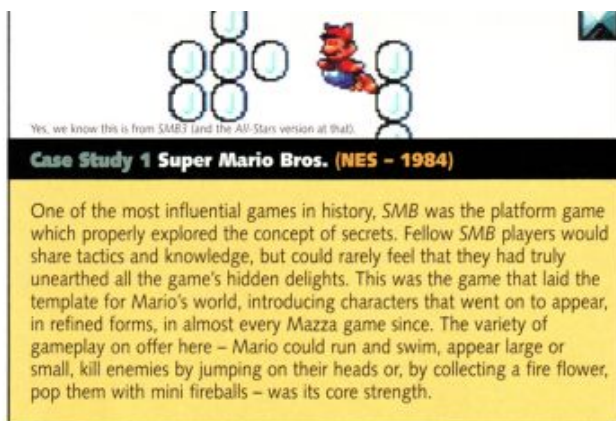 Yes, we know this is from SMB3 (and the All-Stars version at that).
Case Study 1 Super Mario Bros. (NES – 1984)
One of the most influential games in history, SMB was the platform game
which properly explored the concept of secrets. Fellow SMB players would
share tactics and knowledge, but could rarely feel that they had truly
unearthed all the game's hidden delights. This was the game that laid the
template for Mario's world, introducing characters that went on to appear,
in refined forms, in almost every Mazza game since. The variety of
gameplay on offer here – Mario could run and swim, appear large or
small, kill enemies by jumping on their heads or, by collecting a fire flower,
pop them with mini fireballs – was its core strength.